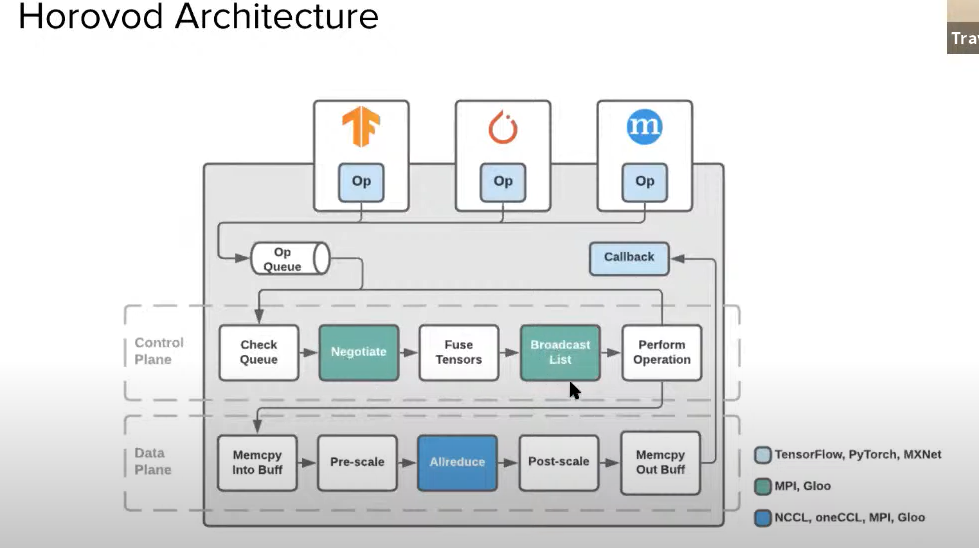 Horovod Architecture
Tra
m
Op
Op
Op
Op
Queue
Callback
Control
Plane
Check
Queue
Negotiate
Fuse
Tensors
Broadcast
List
Perform
Operation
Data
Plane
Memcpy
Into Buff
Pre-scale
Allreduce
Post-scale
Memcpy
Out Buff
TensorFlow, PyTorch, MXNet
MPI, Gloo
NCCL, oneCCL, MPI, Gloo